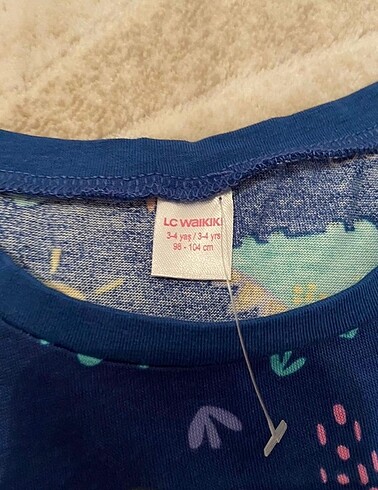 LC WAIKIKI
3-4 yaş / 3-4 yrs
98 - 104 cm